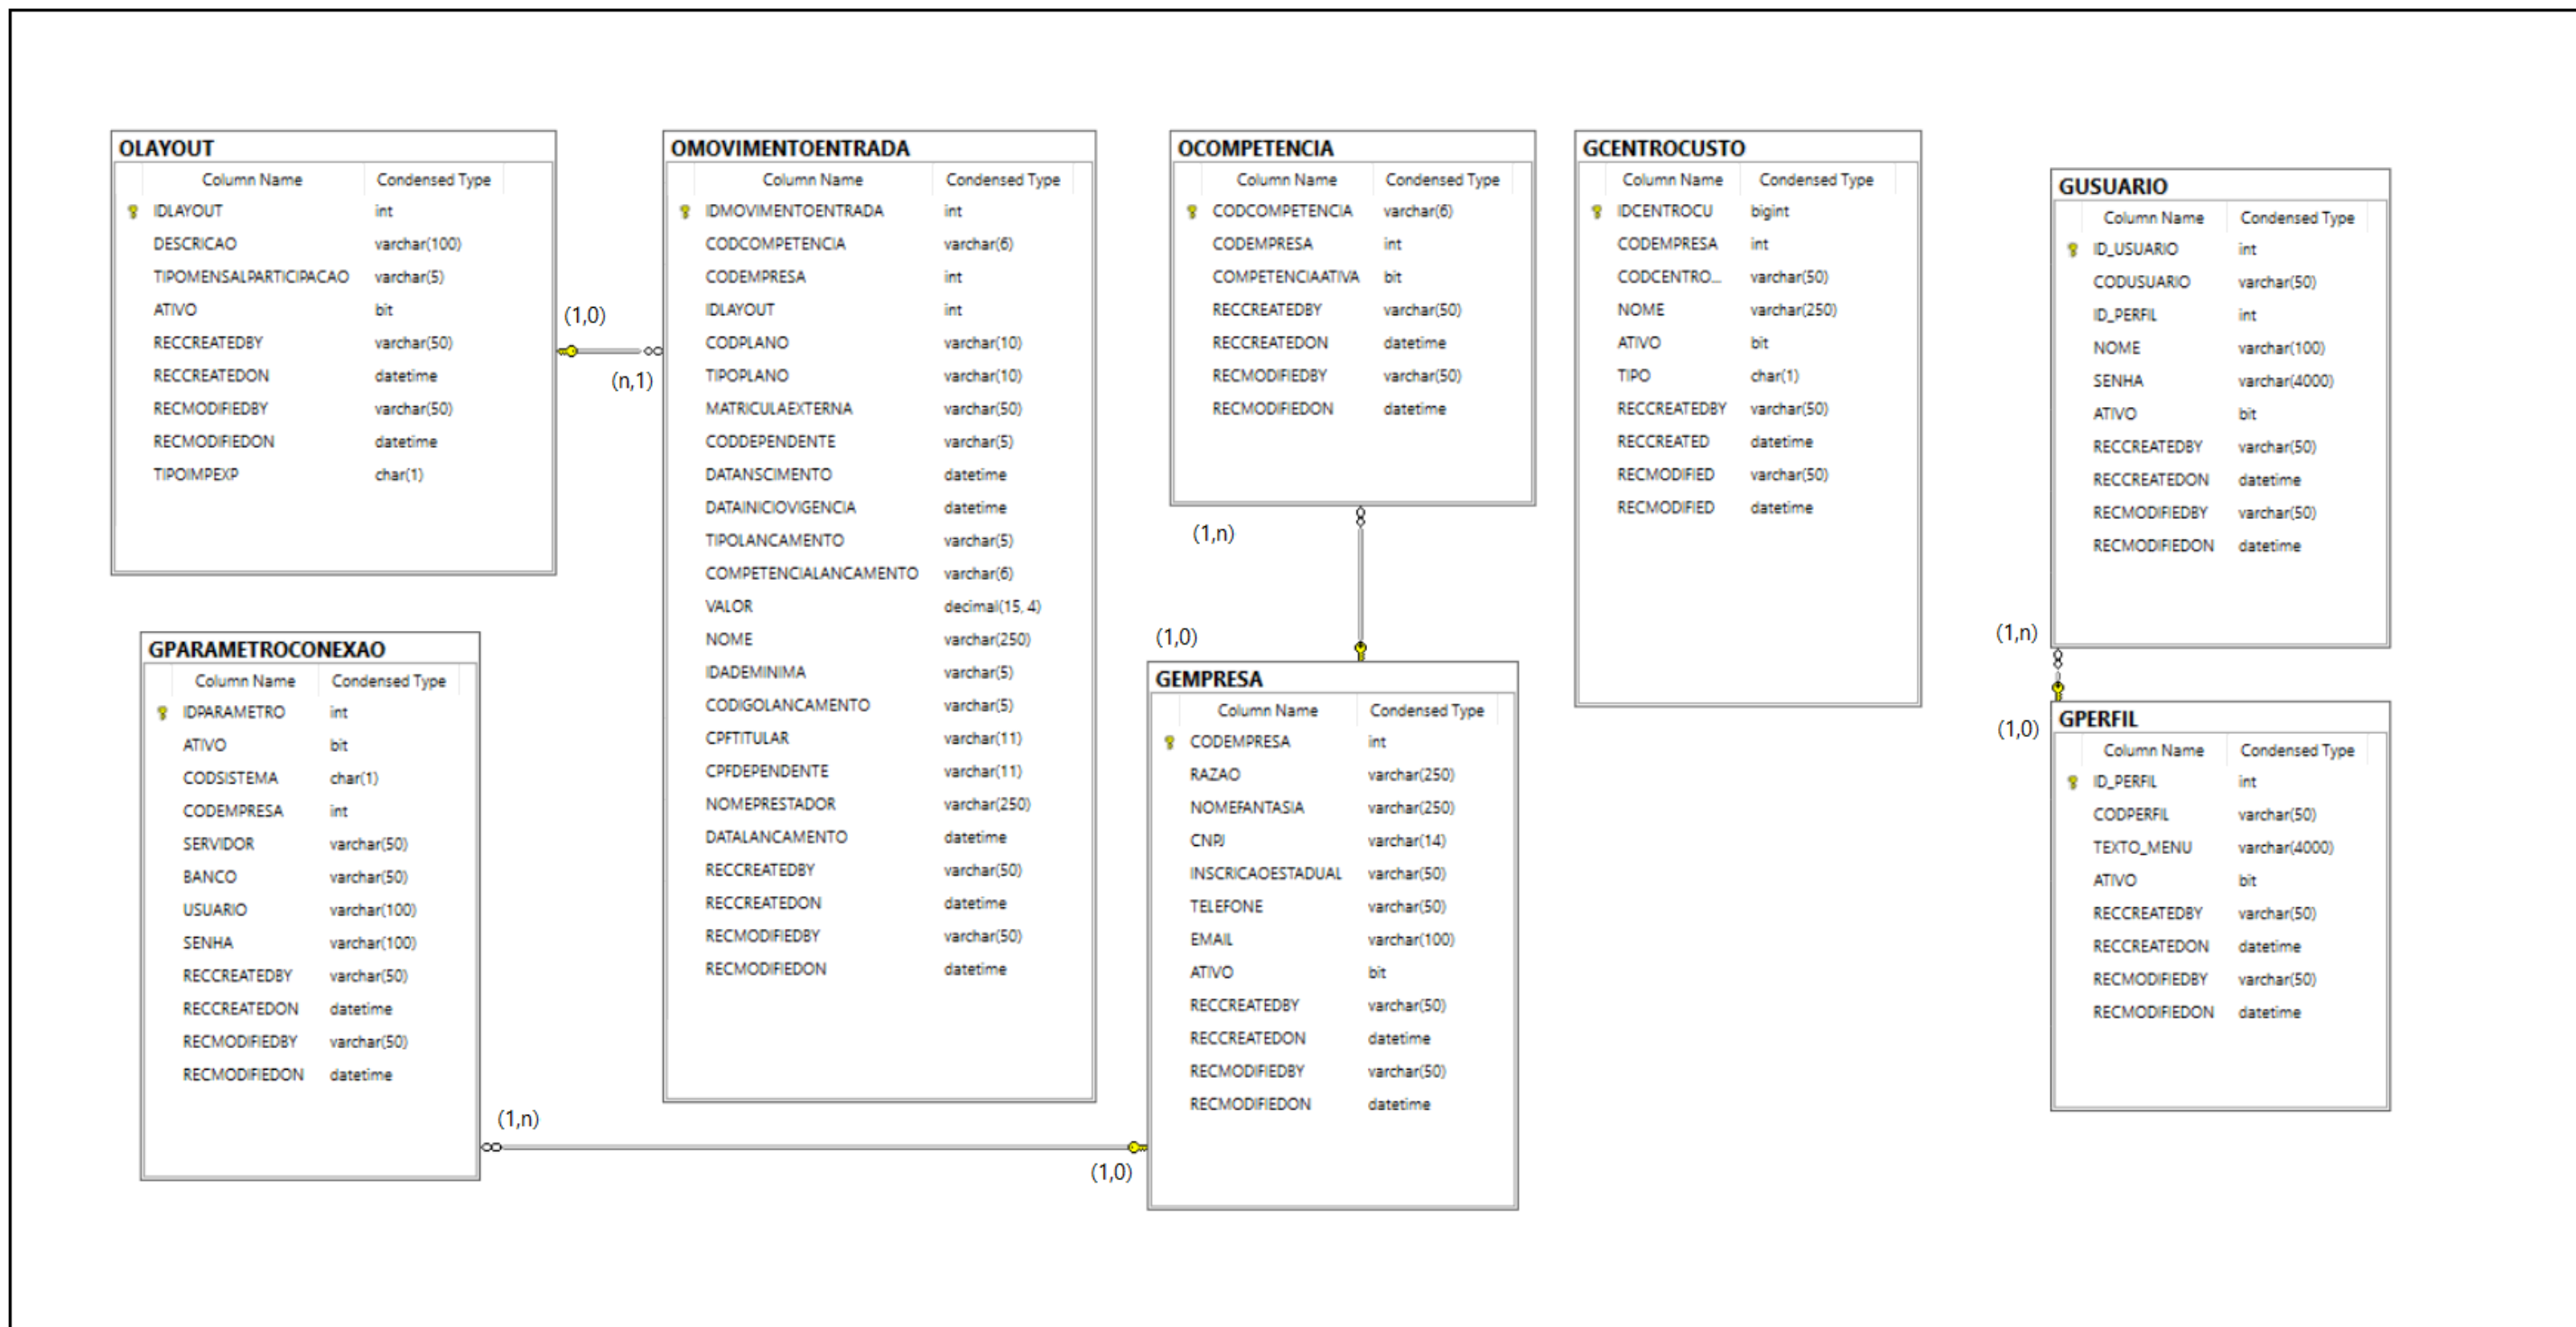 OLAYOUT
Column Name Condensed Type
IDLAYOUT int
DESCRICAO varchar(100)
TIPOMENSALPARTICIPACAO varchar(5)
ATIVO bit
RECCREATEDBY varchar(50)
RECCREATEDON datetime
RECMODIFIEDBY varchar(50)
RECMODIFIEDON datetime
TIPOIMPEXP char(1)
(1,0)
(n,1)
OMOVIMENTOENTRADA
Column Name Condensed Type
IDMOVIMENTOENTRADA int
CODCOMPETENCIA varchar(6)
CODEMPRESA int
IDLAYOUT int
CODPLANO varchar(10)
TIPOPLANO varchar(10)
MATRICULAEXTERNA varchar(50)
CODDEPENDENTE varchar(5)
DATANSCIMENTO datetime
DATAINICIOVIGENCIA datetime
TIPOLANCAMENTO varchar(5)
COMPETENCIALANCAMENTO varchar(6)
VALOR decimal(15, 4)
NOME varchar(250)
IDADEMINIMA varchar(5)
CODIGOLANCAMENTO varchar(5)
CPFTITULAR varchar(11)
CPFDEPENDENTE varchar(11)
NOMEPRESTADOR varchar(250)
DATALANCAMENTO datetime
RECCREATEDBY varchar(50)
RECCREATEDON datetime
RECMODIFIEDBY varchar(50)
RECMODIFIEDON datetime
OCOMPETENCIA
Column Name Condensed Type
CODCOMPETENCIA varchar(6)
CODEMPRESA int
COMPETENCIAATIVA bit
RECCREATEDBY varchar(50)
RECCREATEDON datetime
RECMODIFIEDBY varchar(50)
RECMODIFIEDON datetime
(1,n)
(1,0)
GCENTROCUSTO
Column Name Condensed Type
IDCENTROCU bigint
CODEMPRESA int
CODCENTRO... varchar(50)
NOME varchar(250)
ATIVO bit
TIPO char(1)
RECCREATEDBY varchar(50)
RECCREATED datetime
RECMODIFIED varchar(50)
RECMODIFIED datetime
GUSUARIO
Column Name Condensed Type
ID_USUARIO int
CODUSUARIO varchar(50)
ID_PERFIL int
NOME varchar(100)
SENHA varchar(4000)
ATIVO bit
RECCREATEDBY varchar(50)
RECCREATEDON datetime
RECMODIFIEDBY varchar(50)
RECMODIFIEDON datetime
(1,n)
(1,0)
GPARAMETROCONEXAO
Column Name Condensed Type
IDPARAMETRO int
ATIVO bit
CODSISTEMA char(1)
CODEMPRESA int
SERVIDOR varchar(50)
BANCO varchar(50)
USUARIO varchar(100)
SENHA varchar(100)
RECCREATEDBY varchar(50)
RECCREATEDON datetime
RECMODIFIEDBY varchar(50)
RECMODIFIEDON datetime
(1,n)
(1,0)
GEMPRESA
Column Name Condensed Type
CODEMPRESA int
RAZAO varchar(250)
NOMEFANTASIA varchar(250)
CNPJ varchar(14)
INSCRICAOESTADUAL varchar(50)
TELEFONE varchar(50)
EMAIL varchar(100)
ATIVO bit
RECCREATEDBY varchar(50)
RECCREATEDON datetime
RECMODIFIEDBY varchar(50)
RECMODIFIEDON datetime
GPERFIL
Column Name Condensed Type
ID_PERFIL int
CODPERFIL varchar(50)
TEXTO_MENU varchar(4000)
ATIVO bit
RECCREATEDBY varchar(50)
RECCREATEDON datetime
RECMODIFIEDBY varchar(50)
RECMODIFIEDON datetime